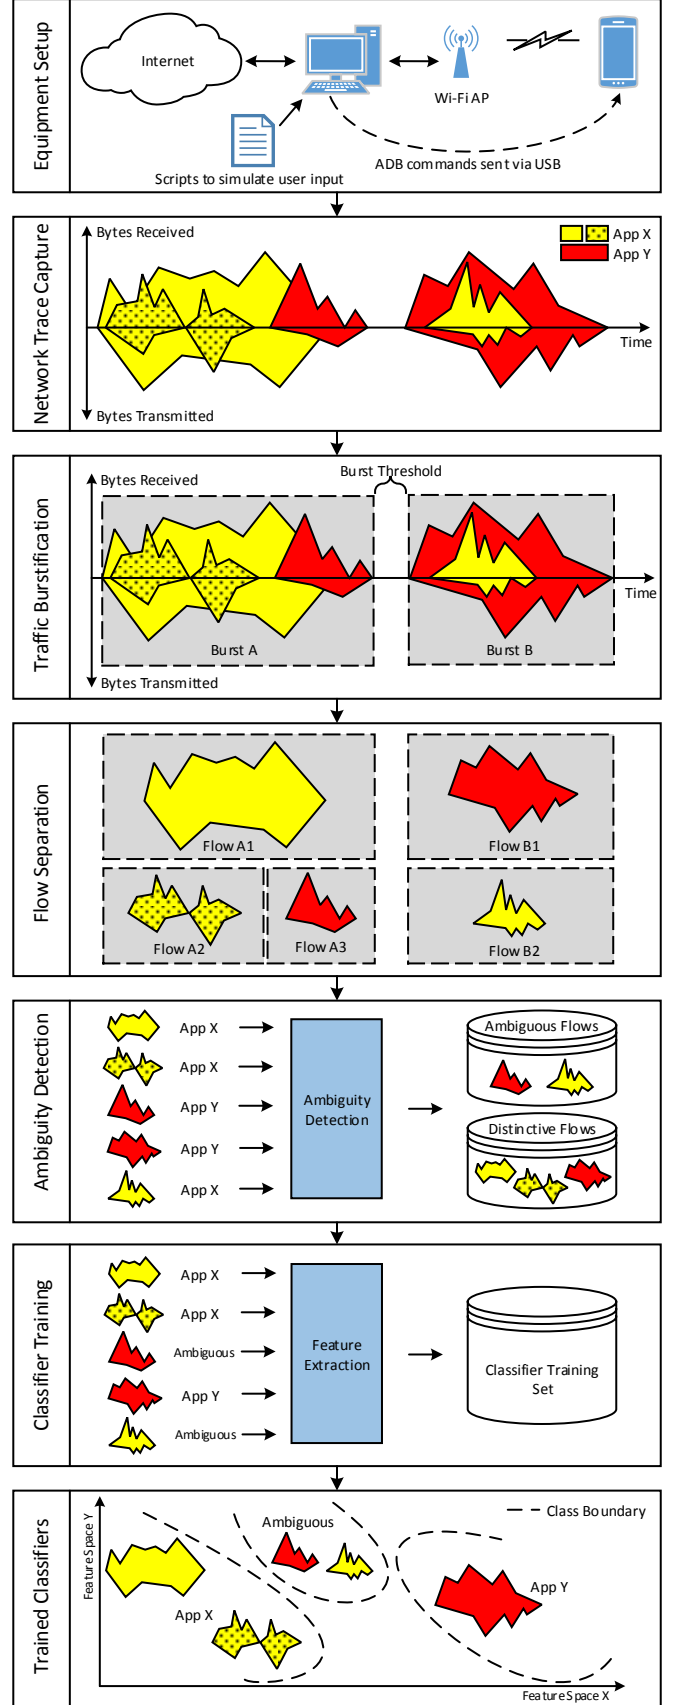 Equipment Setup
Internet
Wi-Fi AP
ADB commands sent via USB
Scripts to simulate user input
Network Trace Capture
Bytes Received
App X
App Y
Time
Bytes Transmitted
Traffic Burstification
Burst Threshold
Bytes Received
Time
Burst A
Burst B
Bytes Transmitted
Flow Separation
Flow A1
Flow B1
Flow A2
Flow A3
Flow B2
Ambiguity Detection
App X
App X
App Y
App Y
App X
Ambiguity
Detection
Ambiguous Flows
Distinctive Flows
Classifier Training
App X
App X
Ambiguous
App Y
Ambiguous
Feature
Extraction
Classifier Training
Set
Trained Classifiers
Feature Space Y
Ambiguous
Class Boundary
App X
App Y
Feature Space X